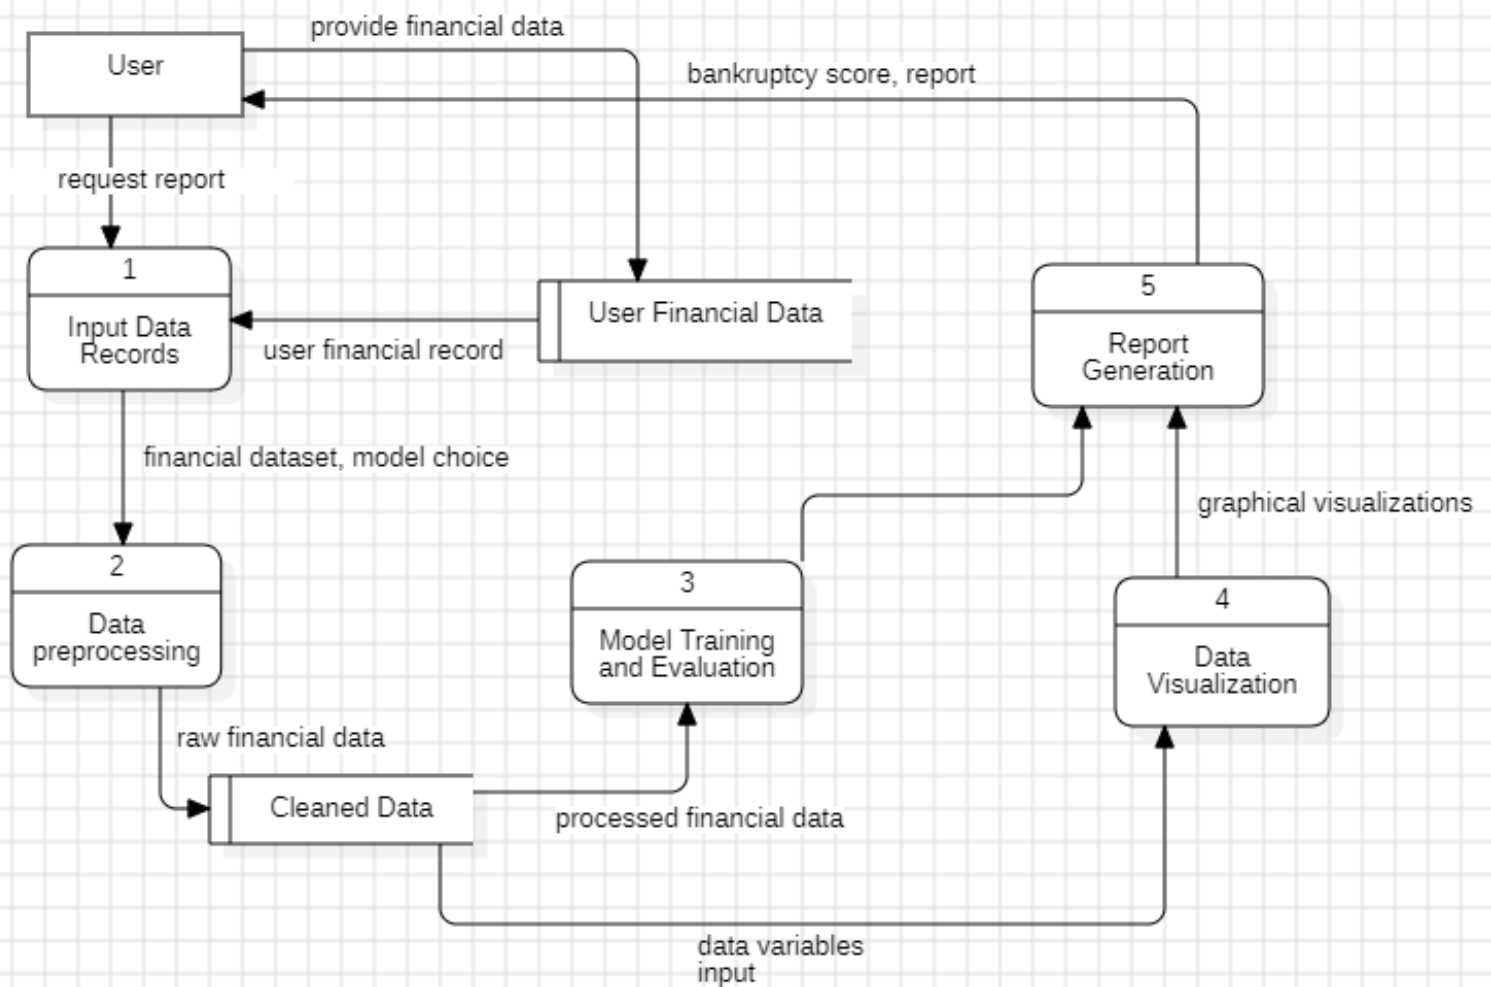 provide financial data
User
bankruptcy score, report
request report
1
Input Data
Records
User Financial Data
user financial record
5
Report
Generation
financial dataset, model choice
graphical visualizations
2
Data
preprocessing
3
Model Training
and Evaluation
4
Data
Visualization
raw financial data
Cleaned Data
processed financial data
data variables
input